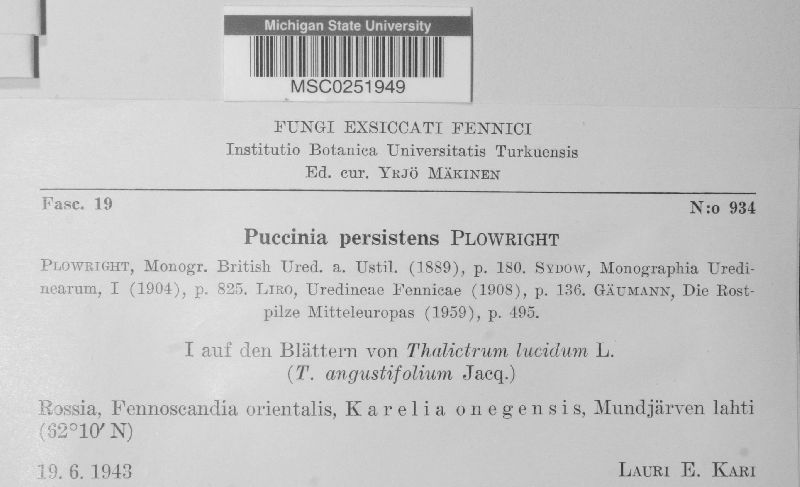 Michigan State University
MSC0251949
FUNGI EXSICCATI FENNICI
Institutio Botanica Universitatis Turkuensis
Ed. cur. YRJÖ MÄKINEN
Fasc. 19
N:o 934
Puccinia persistens PLOWRIGHT
PLOWRIGHT, Monogr. British Ured. a. Ustil. (1889), p. 180. SYDOW, Monographia Uredi-
nearum, I (1904), p. 825. LIRO, Uredineae Fennicae (1908), p. 136. GÄUMANN, Die Rost-
pilze Mitteleuropas (1959), p. 495.
I auf den Blättern von Thalictrum lucidum L.
(T. angustifolium Jacq.)
Rossia, Fennoscandia orientalis, Karelia onegensis, Mundjärven lahti
(62°10′ N)
19. 6. 1943
LAURI E. KARI